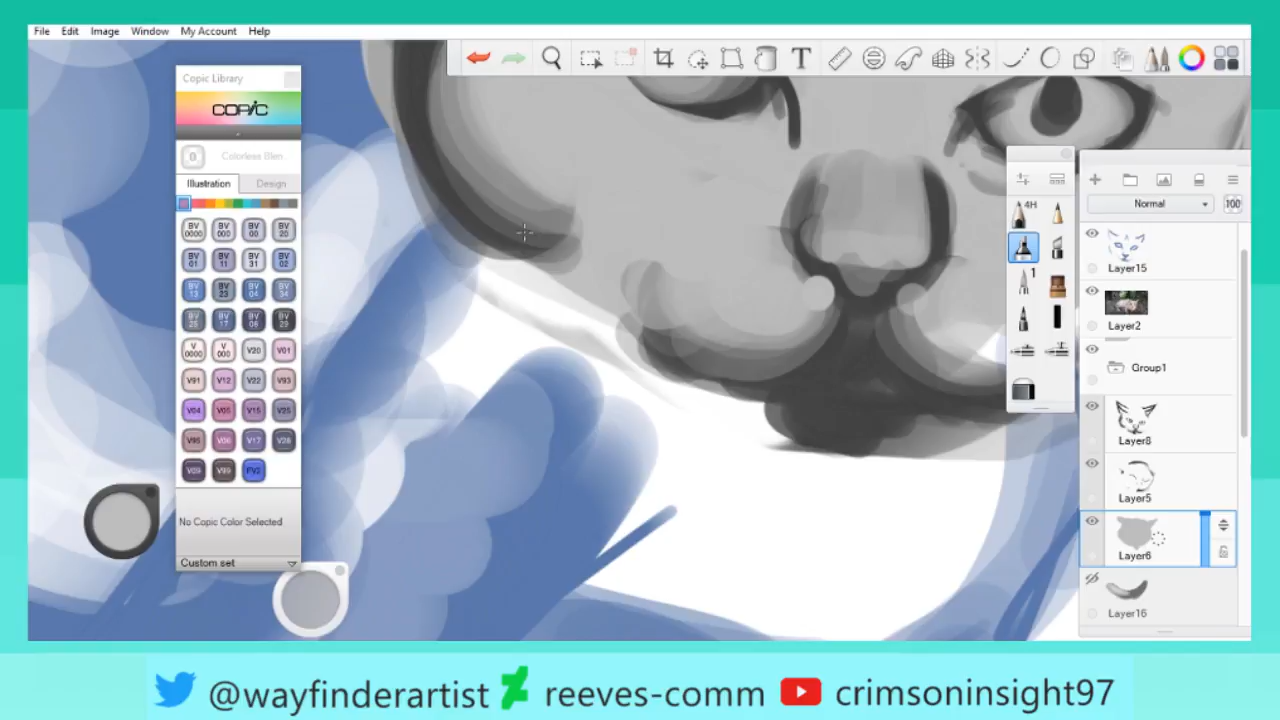 File Edit Image Window My Account Help
Copic Library
COPIC
0 Colorless Blen
Illustration Design
BV 0000 BV 000 BV 00 BV 20
BV 01 BV 11 BV 31 BV 02
BV 13 BV 23 BV 04 BV 34
BV 25 BV 17 BV 08 BV 29
V 0000 V 000 V20 V01
V91 V12 V22 V93
V04 V05 V15 V25
V95 V06 V17 V28
V09 V99 FV2
No Copic Color Selected
Custom set
T
4H
1
Normal 100
Layer15
Layer2
Group1
Layer8
Layer5
Layer6
Layer16
@wayfinderartist reeves-comm crimsoninsight97